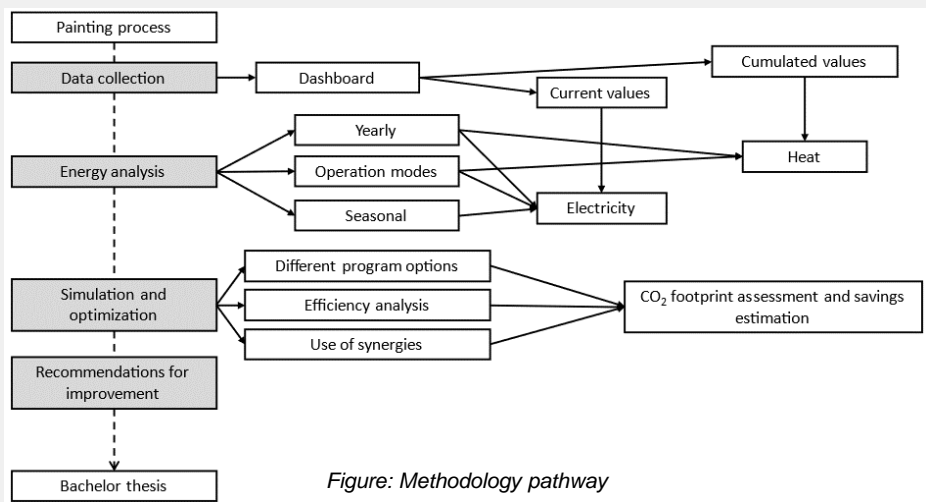 Painting process
Data collection
Dashboard
Cumulated values
Current values
Yearly
Heat
Energy analysis
Operation modes
Electricity
Seasonal
Different program options
Simulation and
optimization
Efficiency analysis
CO₂ footprint assessment and savings
estimation
Use of synergies
Recommendations for
improvement
Bachelor thesis
Figure: Methodology pathway